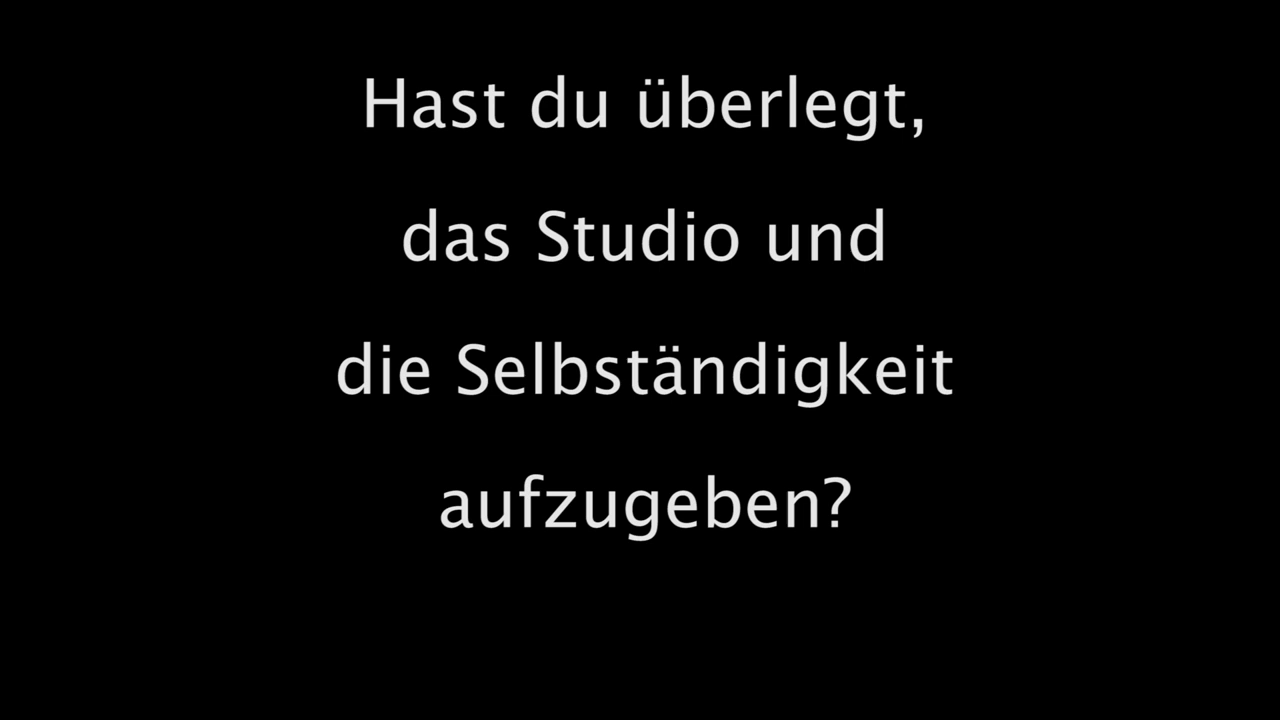 Hast du überlegt,
das Studio und
die Selbständigkeit
aufzugeben?